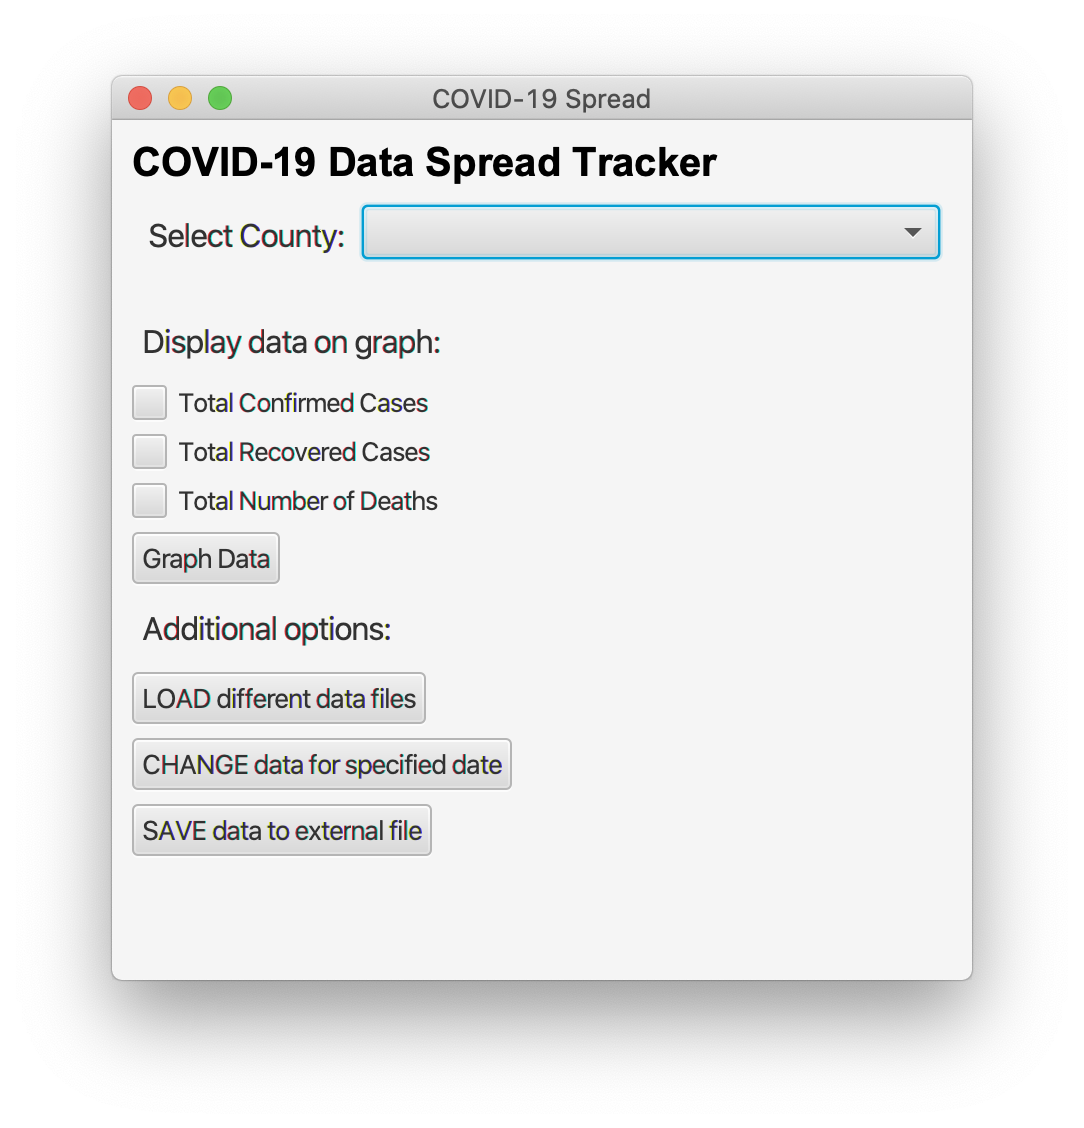 COVID-19 Spread
COVID-19 Data Spread Tracker
Select County:
Display data on graph:
Total Confirmed Cases
Total Recovered Cases
Total Number of Deaths
Graph Data
Additional options:
LOAD different data files
CHANGE data for specified date
SAVE data to external file